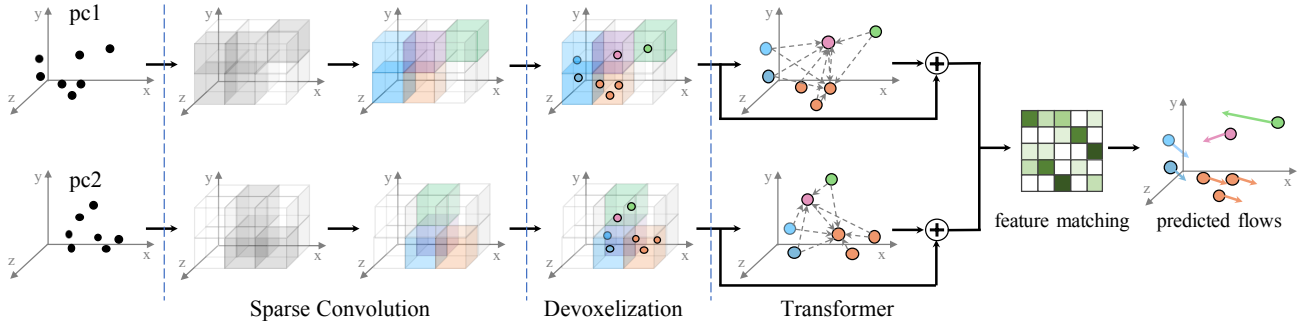 pc1
y
x
z
y
x
z
y
x
z
y
x
z
y
x
z
pc2
y
x
z
y
x
z
y
x
z
y
x
z
y
x
z
feature matching
y
x
z
predicted flows
Sparse Convolution
Devoxelization
Transformer